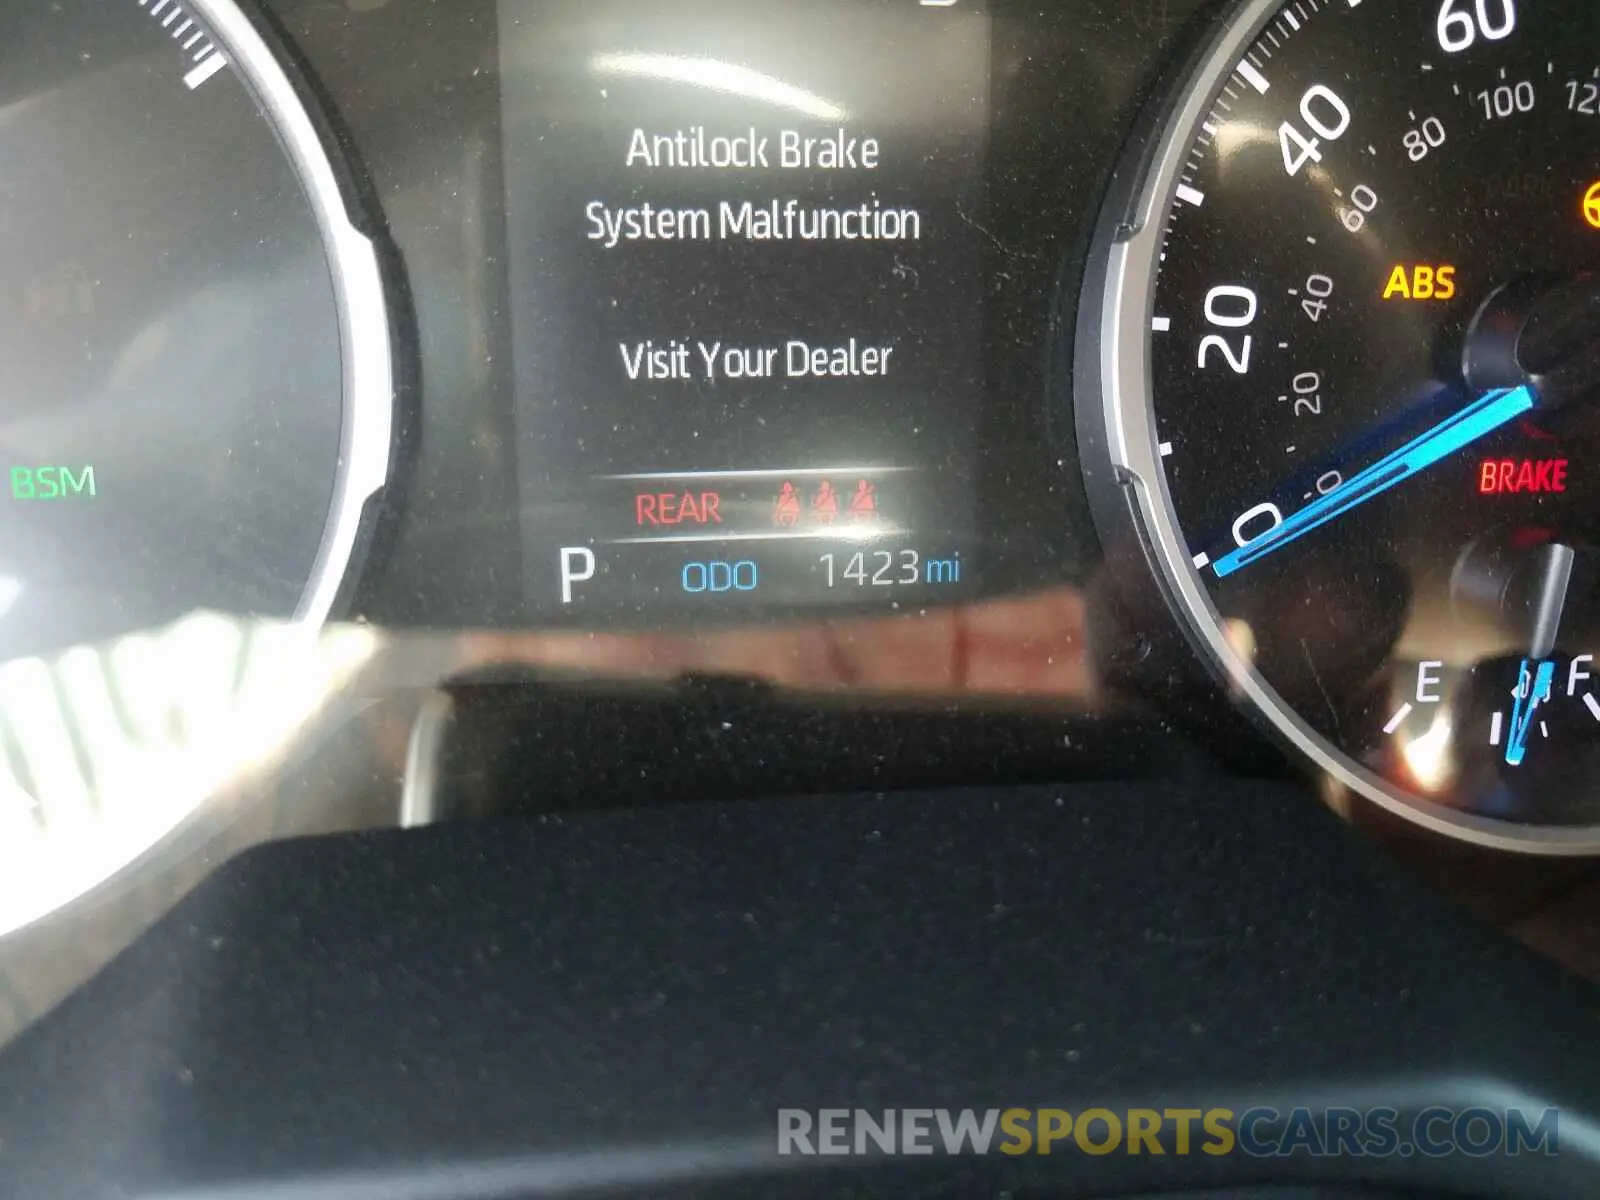 Antilock Brake
System Malfunction
Visit Your Dealer
REAR
P ODO 1423 mi
BSM
60
40
20
0
100
80
60
40
20
0
ABS
BRAKE
E F
RENEWSPORTSCARS.COM